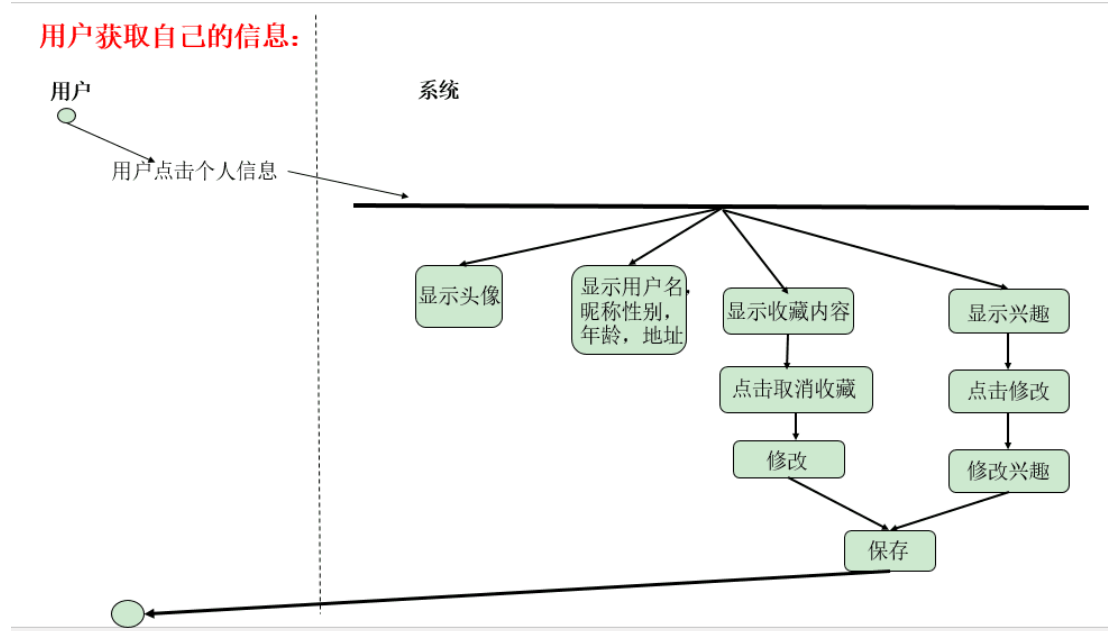 用户获取自己的信息:
用户
系统
用户点击个人信息
显示头像
显示用户名,
昵称性别，
年龄，地址
显示收藏内容
显示兴趣
点击取消收藏
点击修改
修改
修改兴趣
保存